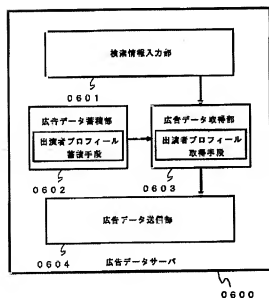 検索情報入力部
0601
広告データ蓄積部
出演者プロフィール
蓄積手段
広告データ取得部
出演者プロフィール
取得手段
0602
0603
広告データ送信部
0604
広告データサーバ
0600